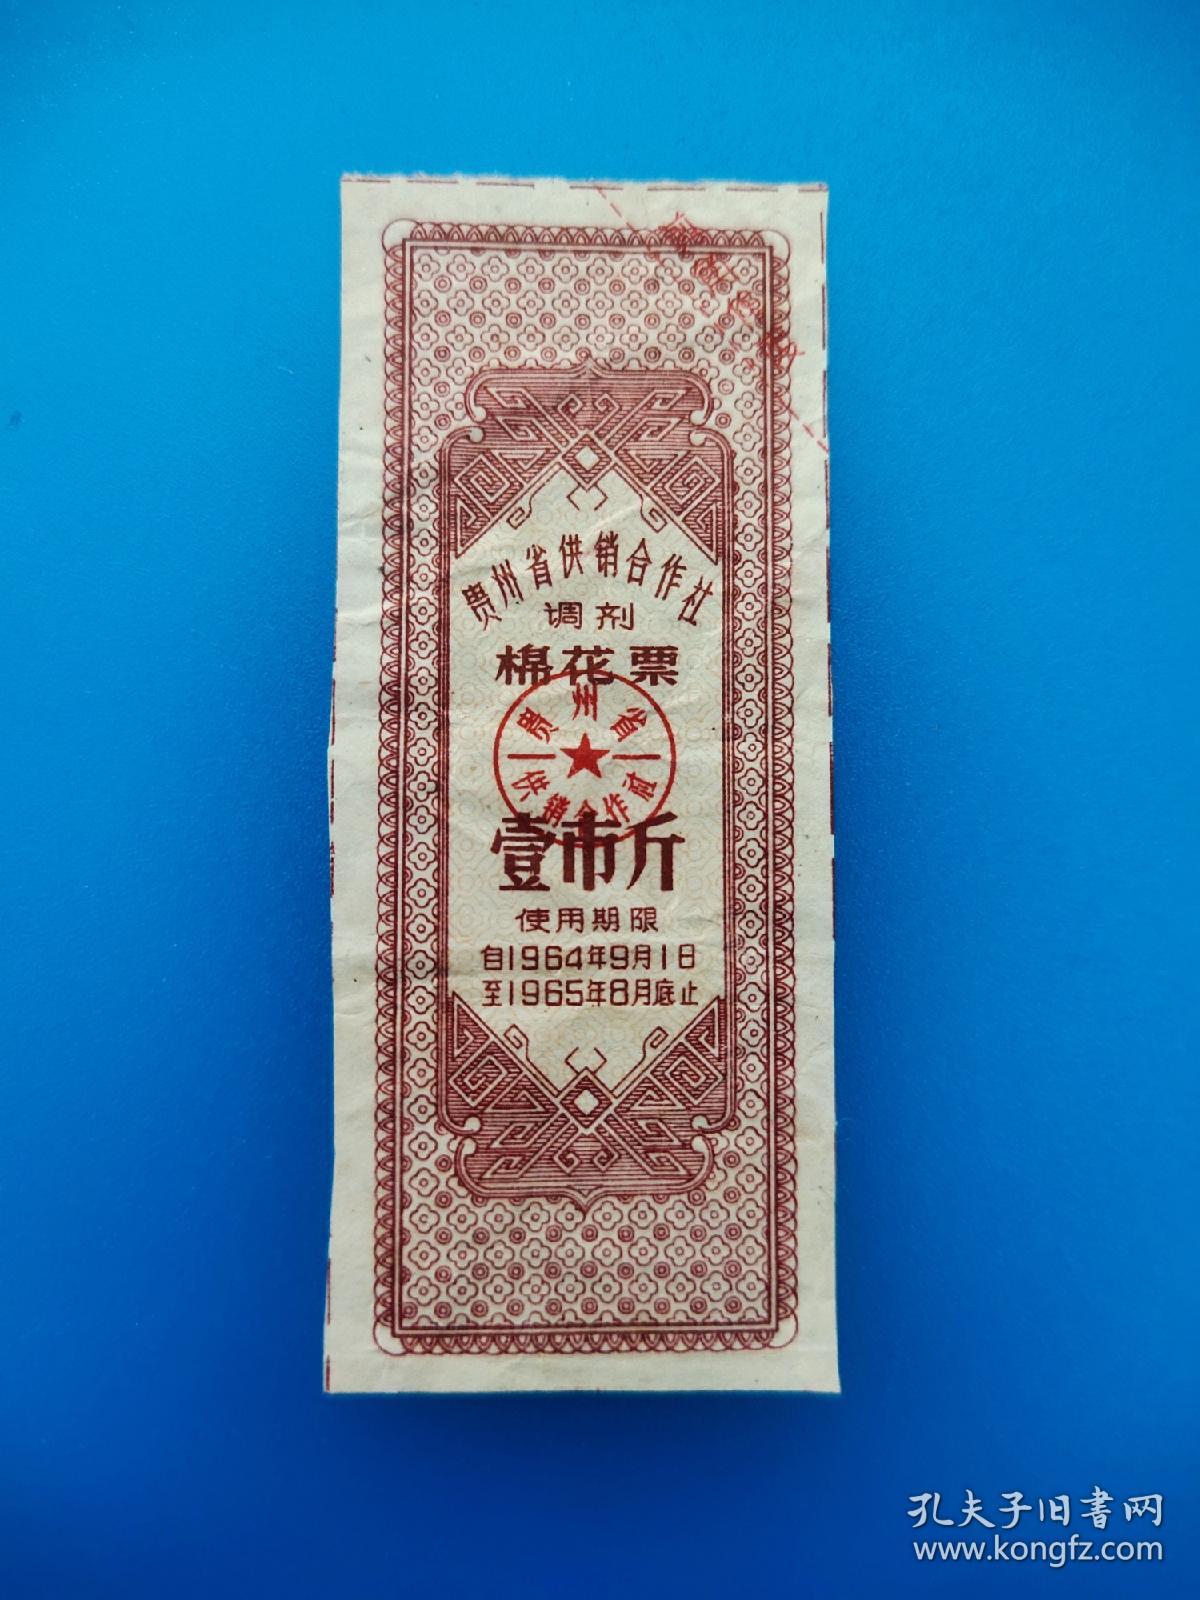 贵州省供销合作社
调剂
棉花票
贵州省
供销合作社
壹市斤
使用期限
自1964年9月1日
至1965年8月底止
孔夫子旧书网
www.kongfz.com